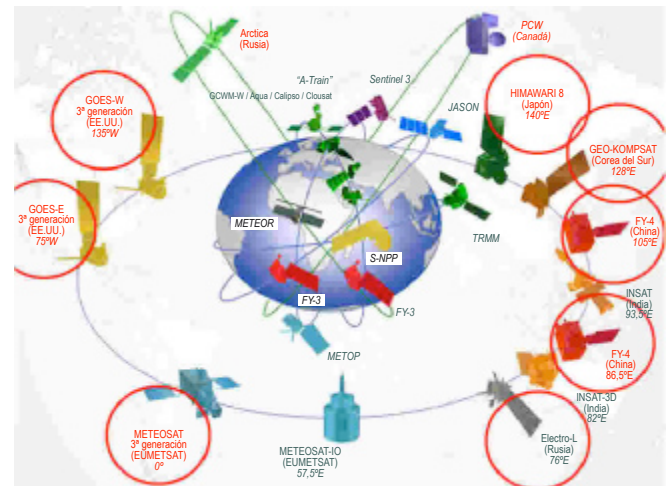 Arctica
(Rusia)
PCW
(Canadá)
"A-Train"
GCWM-W / Aqua / Calipso / Clousat
Sentinel 3
JASON
GOES-W
3ª generación
(EE.UU.)
135ºW
HIMAWARI 8
(Japón)
140ºE
GEO-KOMPSAT
(Corea del Sur)
128ºE
GOES-E
3ª generación
(EE.UU.)
75ºW
METEOR
S-NPP
TRMM
FY-4
(China)
105ºE
FY-3
FY-3
INSAT
(India)
93,5ºE
METOP
FY-4
(China)
86,5ºE
INSAT-3D
(India)
82ºE
METEOSAT
3ª generación
(EUMETSAT)
0º
METEOSAT-IO
(EUMETSAT)
57,5ºE
Electro-L
(Rusia)
76ºE